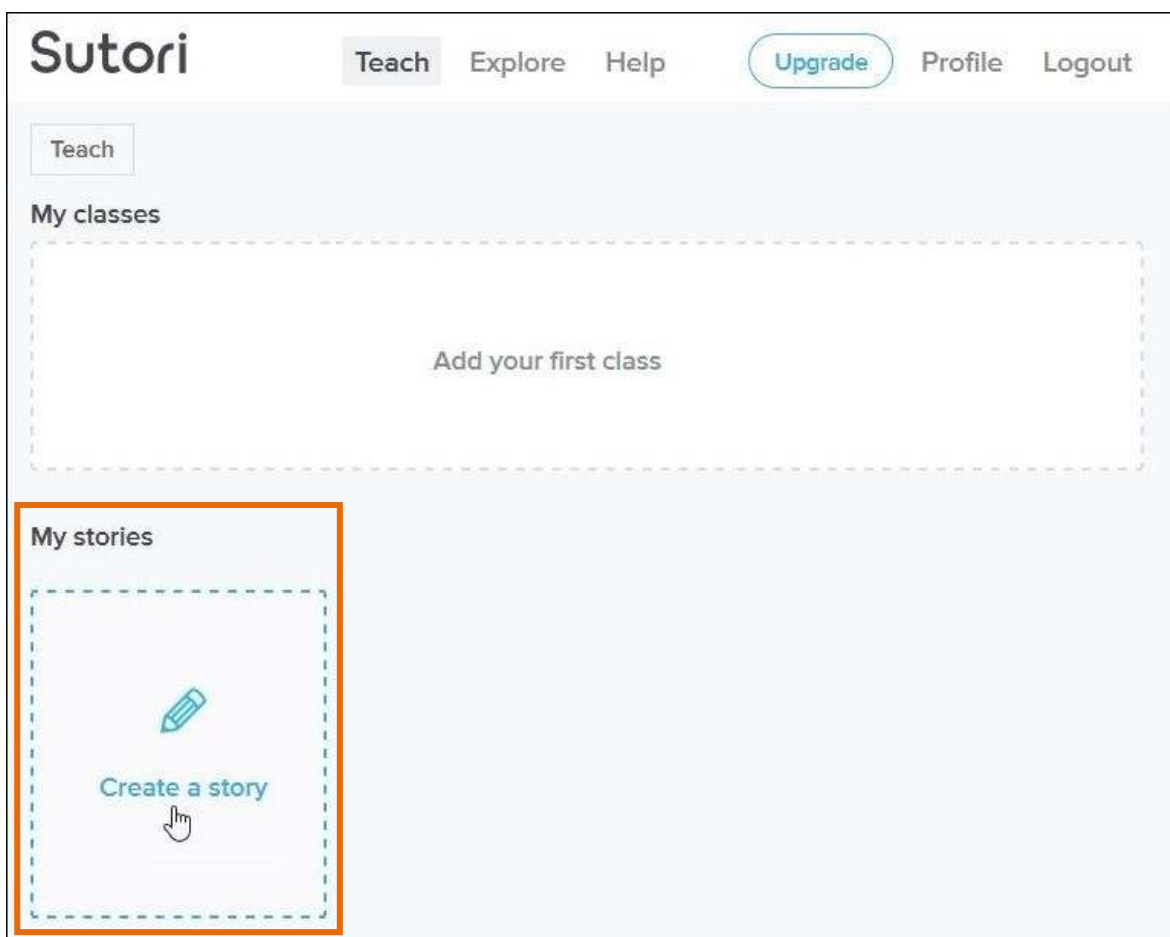 Sutori Teach Explore Help Upgrade Profile Logout
Teach
My classes
Add your first class
My stories
Create a story